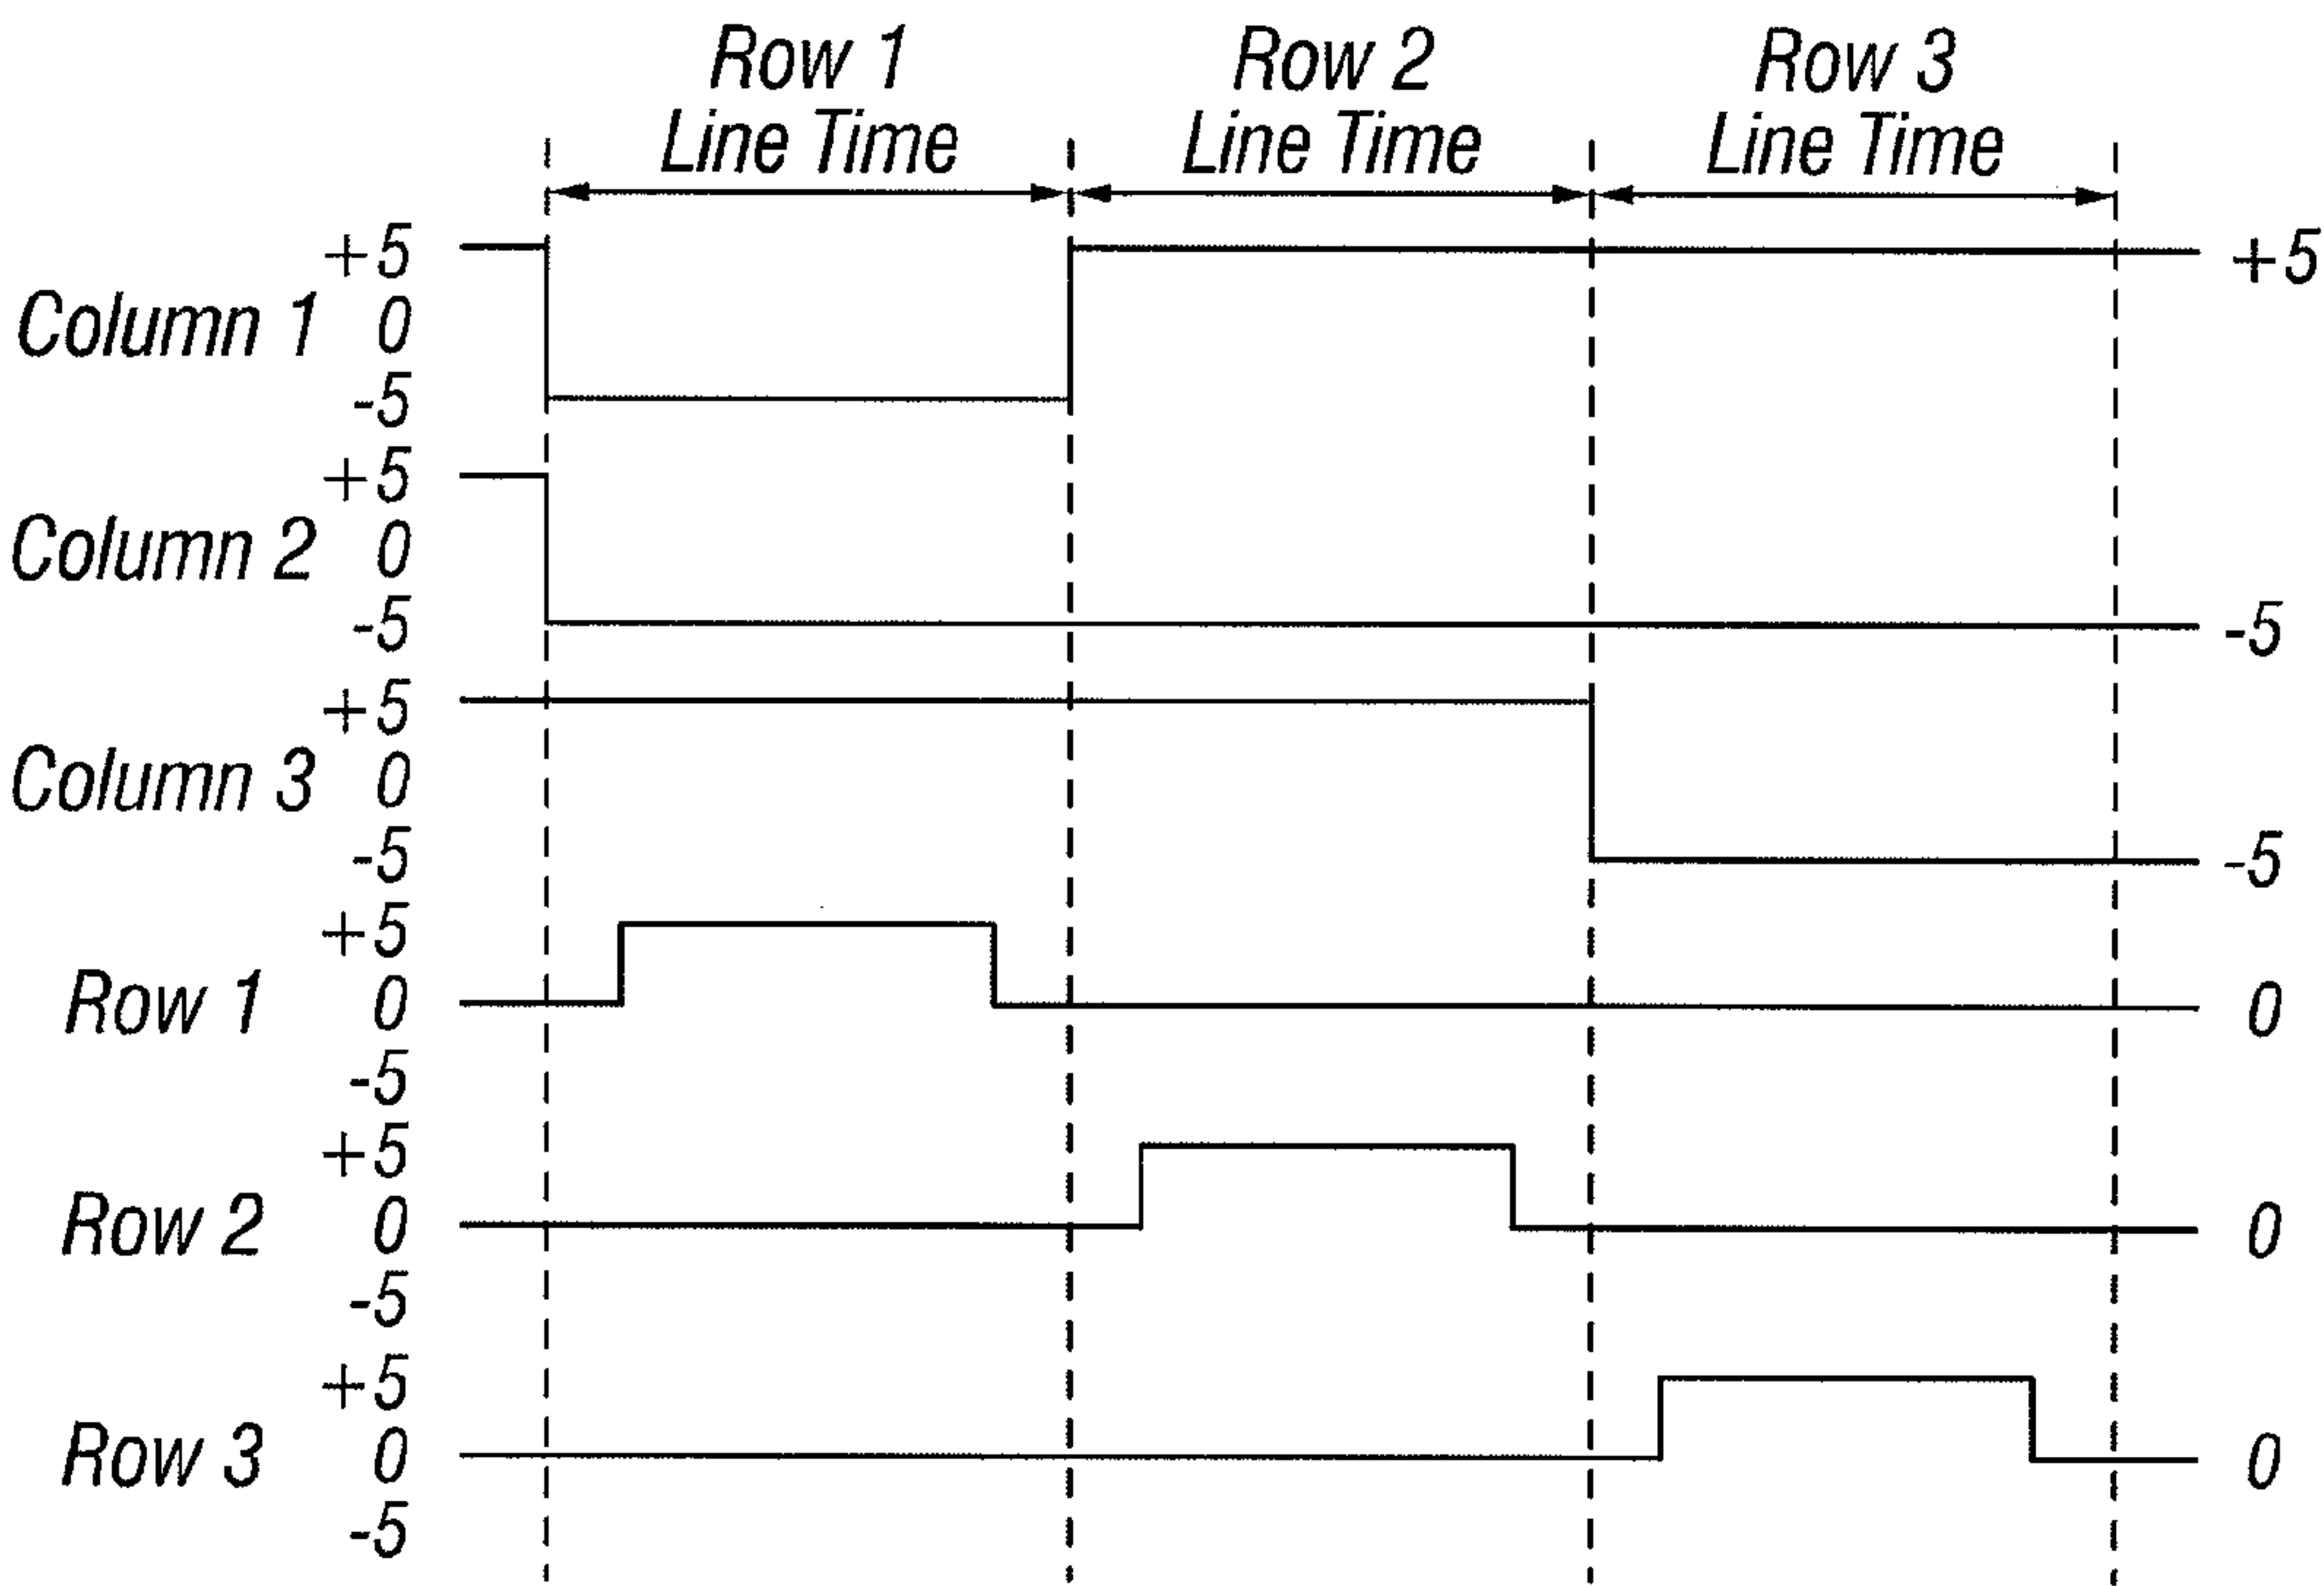 Row 1 Row 2 Row 3
Line Time Line Time Line Time
+5 +5
Column 1 0
-5
+5
Column 2 0
-5 -5
+5
Column 3 0
-5 -5
+5
Row 1 0 0
-5
+5
Row 2 0 0
-5
+5
Row 3 0 0
-5